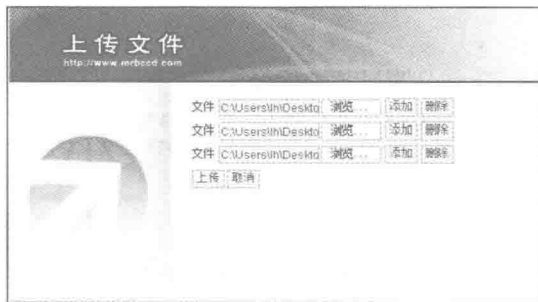 上传文件
http://www.mrbccd.com
文件 C:\Users\lh\Deskto 浏览... 添加 删除
文件 C:\Users\lh\Deskto 浏览... 添加 删除
文件 C:\Users\lh\Deskto 浏览... 添加 删除
上传 取消